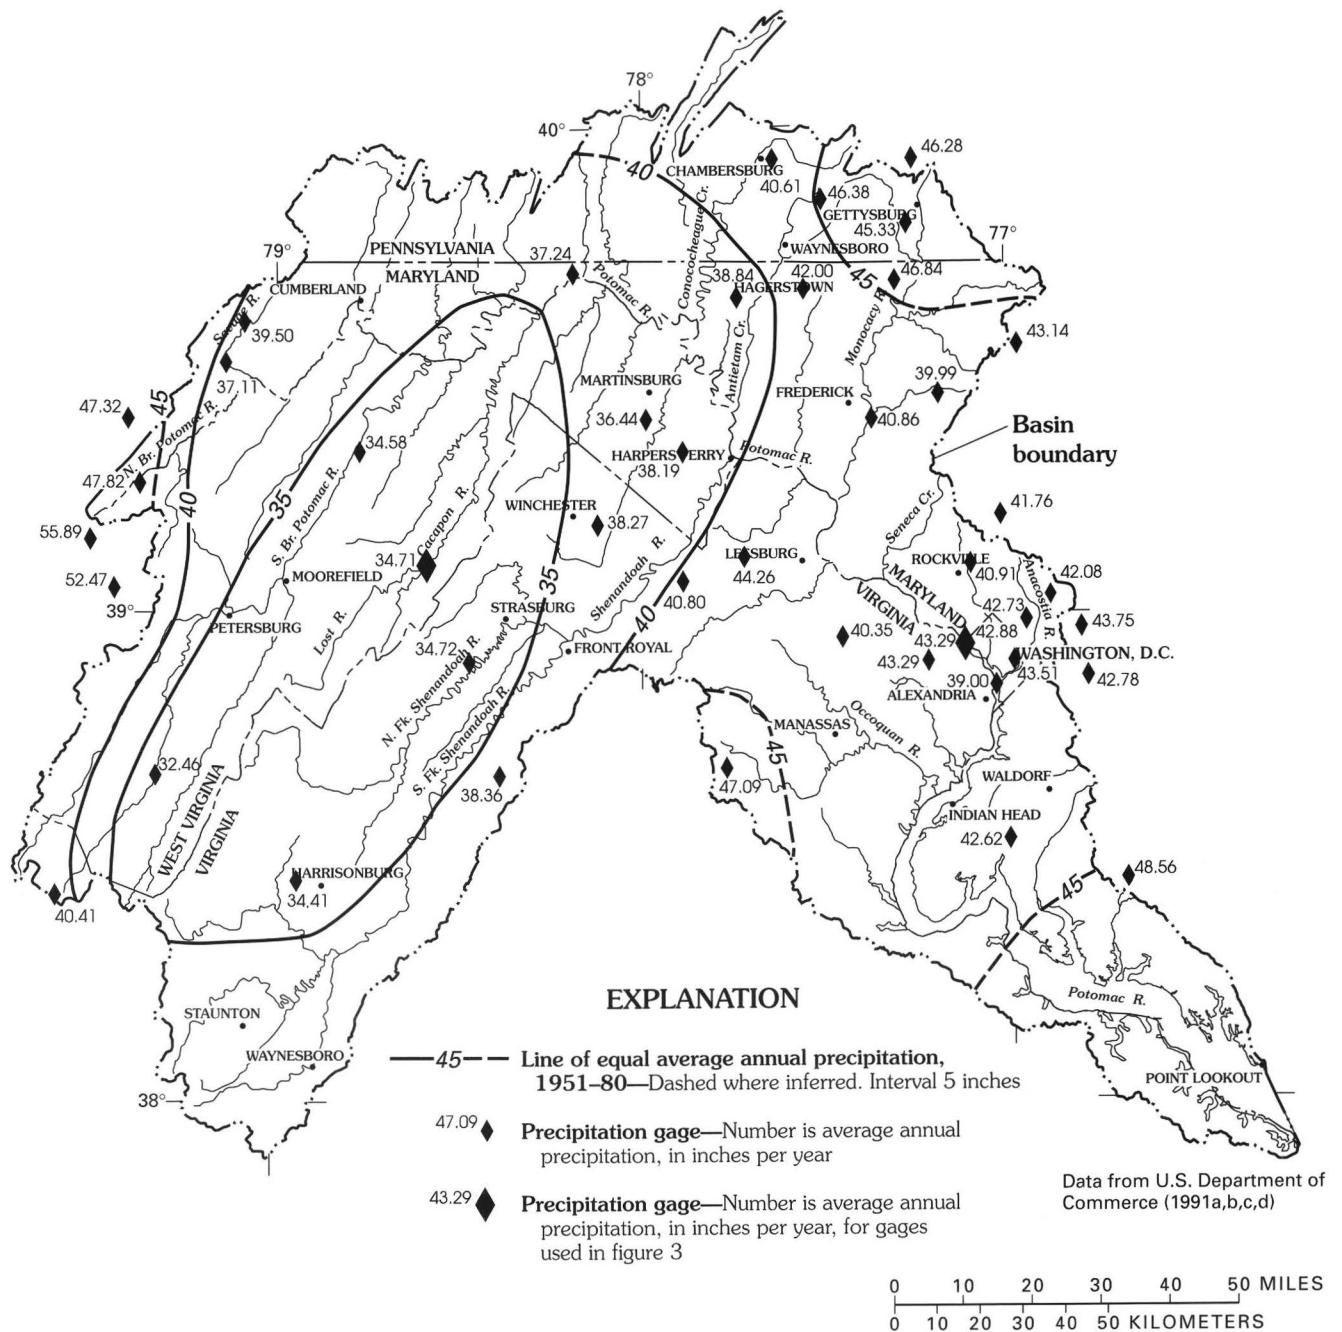 78°
40°
40
CHAMBERSBURG
40.61
46.28
46.38
GETTYSBURG
45.33
Conococheague Cr.
WAYNESBORO
77°
79°
PENNSYLVANIA
MARYLAND
37.24
Potomac R.
38.84
HAGERSTOWN
42.00
45
46.84
CUMBERLAND
Savage R.
39.50
37.11
Antietam Cr.
Monocacy R.
43.14
47.32
45
N. Br. Potomac R.
MARTINSBURG
36.44
FREDERICK
39.99
40.86
Basin
boundary
34.58
HARPERS FERRY
38.19
Potomac R.
47.82
40
35
S. Br. Potomac R.
Cacapon R.
WINCHESTER
38.27
Seneca Cr.
41.76
55.89
34.71
LEESBURG
44.26
ROCKVILLE
40.91
Anacostia R.
42.08
52.47
39°
MOOREFIELD
35
Shenandoah R.
40.80
MARYLAND
VIRGINIA
42.73
PETERSBURG
Lost R.
STRASBURG
40
40.35
43.29
42.88
43.75
34.72
FRONT ROYAL
43.29
WASHINGTON, D.C.
43.51
42.78
39.00
ALEXANDRIA
N. Fk. Shenandoah R.
S. Fk. Shenandoah R.
MANASSAS
Occoquan R.
45
32.46
WEST VIRGINIA
VIRGINIA
38.36
47.09
WALDORF
INDIAN HEAD
42.62
HARRISONBURG
34.41
40.41
48.56
45
EXPLANATION
Potomac R.
STAUNTON
WAYNESBORO
38°
POINT LOOKOUT
45 Line of equal average annual precipitation,
1951–80—Dashed where inferred. Interval 5 inches
47.09 Precipitation gage—Number is average annual
precipitation, in inches per year
43.29 Precipitation gage—Number is average annual
precipitation, in inches per year, for gages
used in figure 3
Data from U.S. Department of
Commerce (1991a,b,c,d)
0 10 20 30 40 50 MILES
0 10 20 30 40 50 KILOMETERS